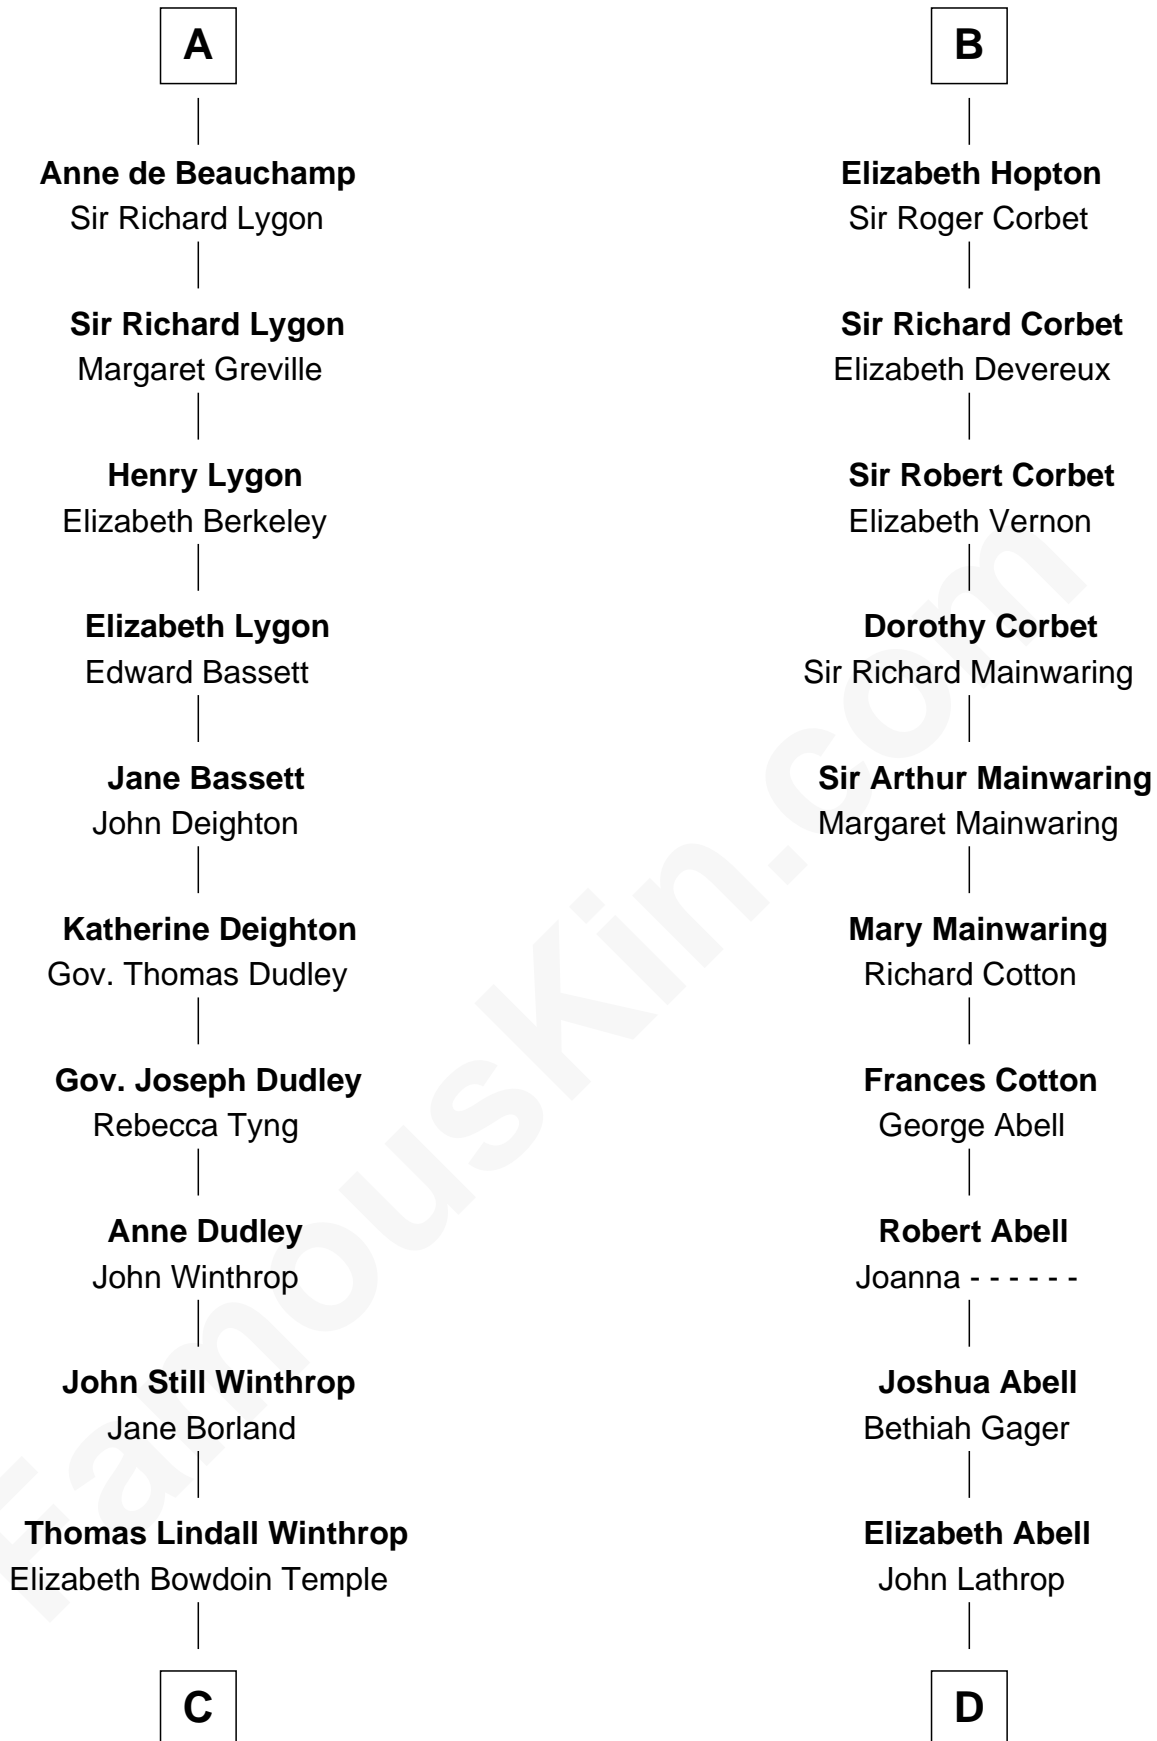 A
Anne de Beauchamp
Sir Richard Lygon
Sir Richard Lygon
Margaret Greville
Henry Lygon
Elizabeth Berkeley
Elizabeth Lygon
Edward Bassett
Jane Bassett
John Deighton
Katherine Deighton
Gov. Thomas Dudley
Gov. Joseph Dudley
Rebecca Tyng
Anne Dudley
John Winthrop
John Still Winthrop
Jane Borland
Thomas Lindall Winthrop
Elizabeth Bowdoin Temple
C
B
Elizabeth Hopton
Sir Roger Corbet
Sir Richard Corbet
Elizabeth Devereux
Sir Robert Corbet
Elizabeth Vernon
Dorothy Corbet
Sir Richard Mainwaring
Sir Arthur Mainwaring
Margaret Mainwaring
Mary Mainwaring
Richard Cotton
Frances Cotton
George Abell
Robert Abell
Joanna - - - - - -
Joshua Abell
Bethiah Gager
Elizabeth Abell
John Lathrop
D
FamousKin.com